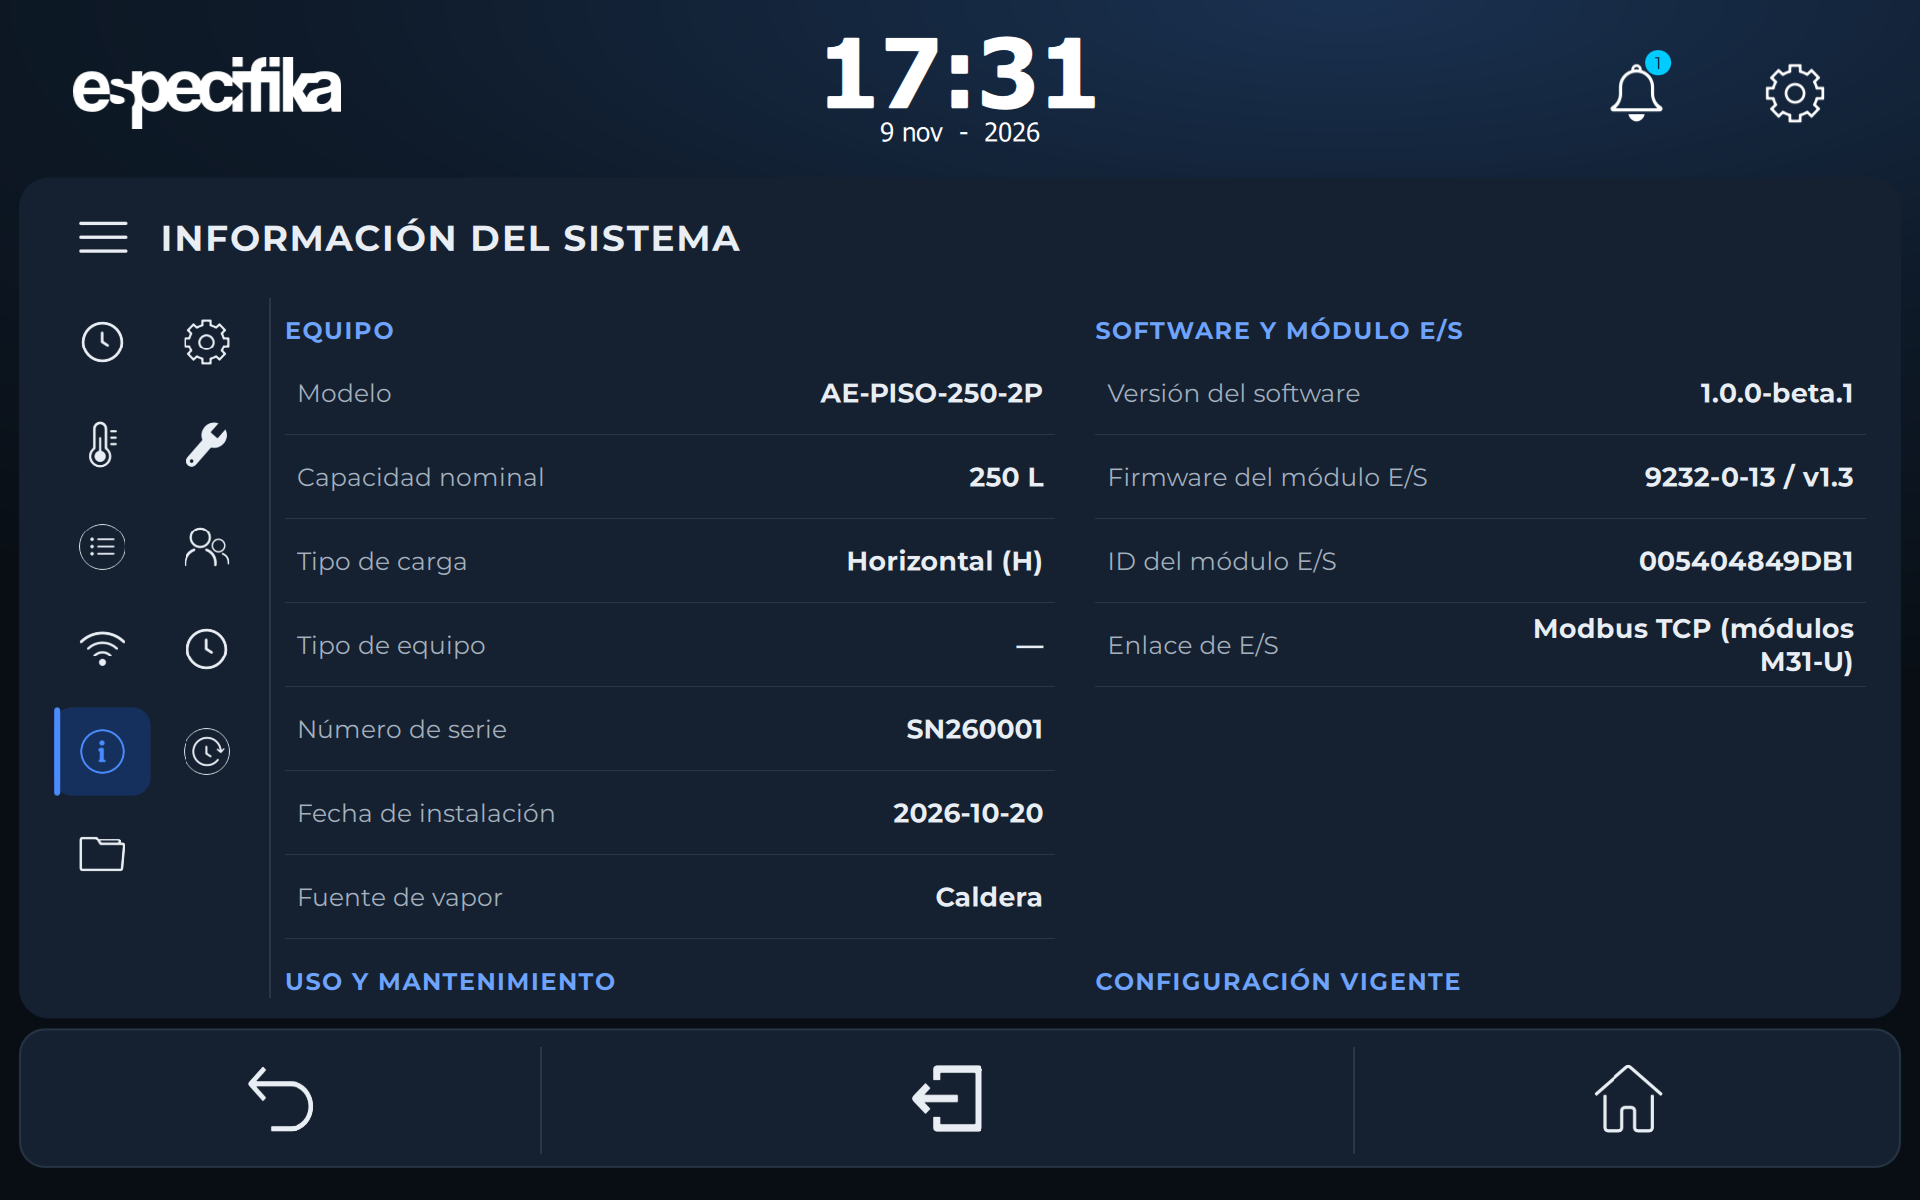 especifika
17:31
1
9 nov - 2026
INFORMACIÓN DEL SISTEMA
EQUIPO
Modelo AE-PISO-250-2P
Capacidad nominal 250 L
Tipo de carga Horizontal (H)
Tipo de equipo —
Número de serie SN260001
Fecha de instalación 2026-10-20
Fuente de vapor Caldera
SOFTWARE Y MÓDULO E/S
Versión del software 1.0.0-beta.1
Firmware del módulo E/S 9232-0-13 / v1.3
ID del módulo E/S 005404849DB1
Enlace de E/S Modbus TCP (módulos
M31-U)
USO Y MANTENIMIENTO
CONFIGURACIÓN VIGENTE